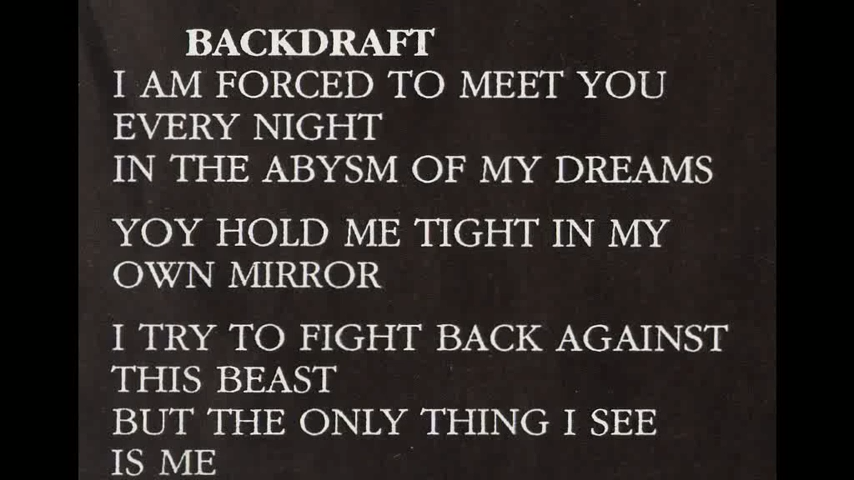 BACKDRAFT
I AM FORCED TO MEET YOU
EVERY NIGHT
IN THE ABYSM OF MY DREAMS
YOY HOLD ME TIGHT IN MY
OWN MIRROR
I TRY TO FIGHT BACK AGAINST
THIS BEAST
BUT THE ONLY THING I SEE
IS ME